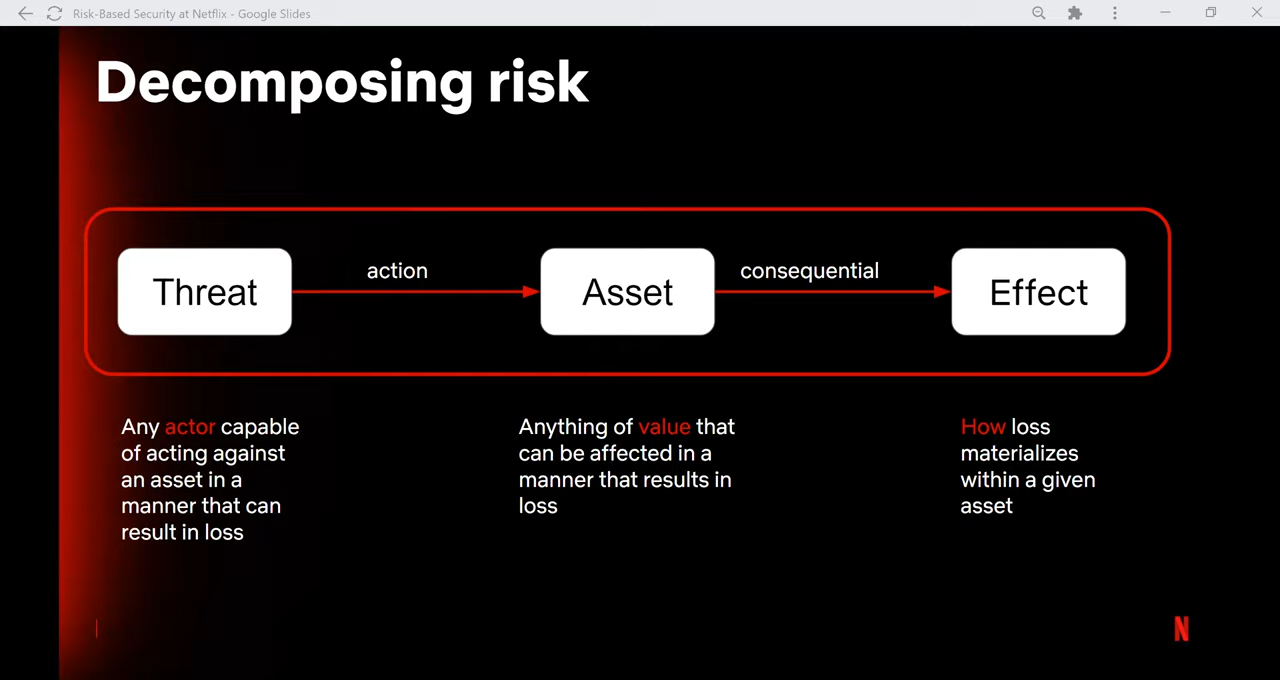 Risk-Based Security at Netflix - Google Slides
Decomposing risk
Threat
action
Asset
consequential
Effect
Any actor capable
of acting against
an asset in a
manner that can
result in loss
Anything of value that
can be affected in a
manner that results in
loss
How loss
materializes
within a given
asset
N